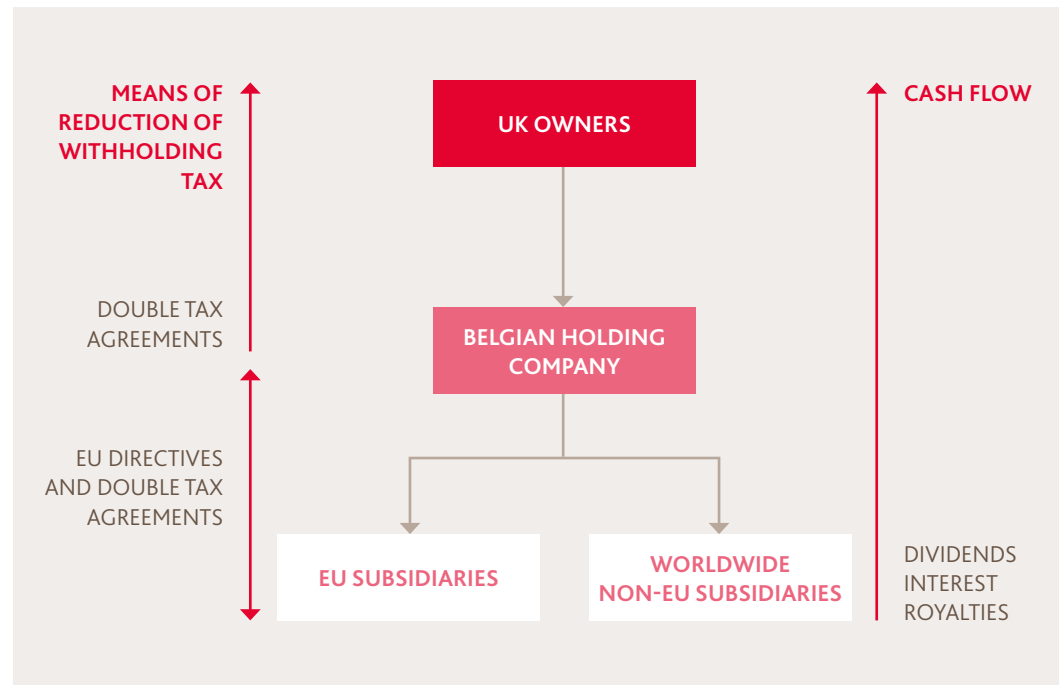 MEANS OF
REDUCTION OF
WITHHOLDING
TAX
UK OWNERS
CASH FLOW
DOUBLE TAX
AGREEMENTS
BELGIAN HOLDING
COMPANY
EU DIRECTIVES
AND DOUBLE TAX
AGREEMENTS
EU SUBSIDIARIES
WORLDWIDE
NON-EU SUBSIDIARIES
DIVIDENDS
INTEREST
ROYALTIES